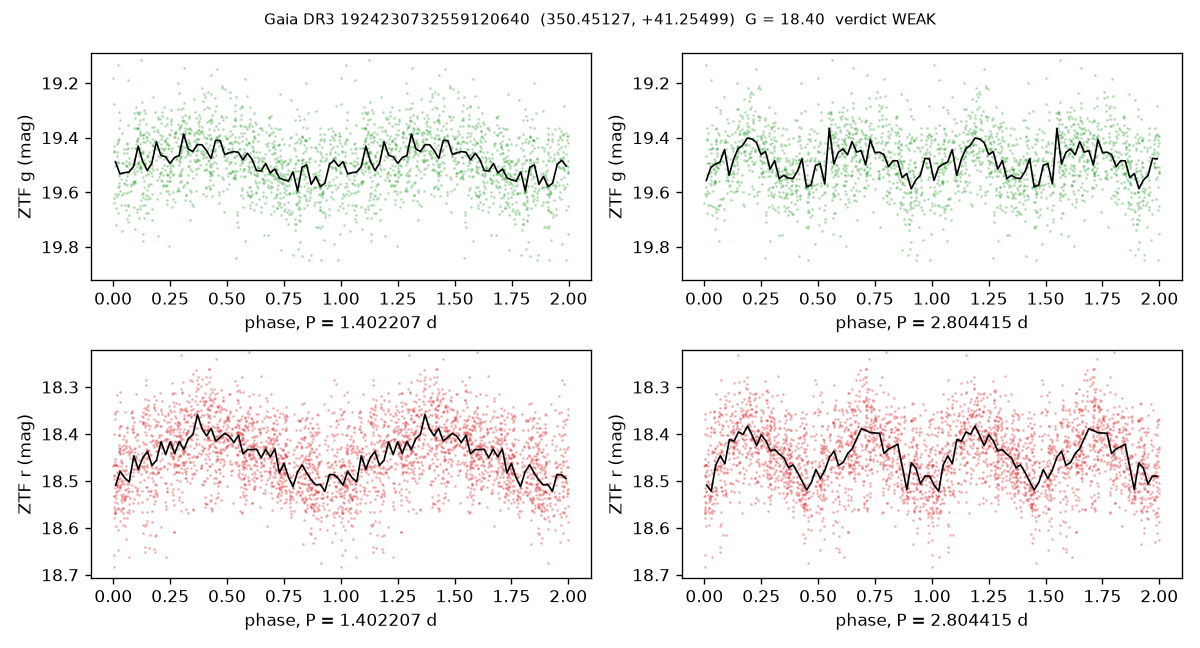 Gaia DR3 1924230732559120640 (350.45127, +41.25499) G = 18.40 verdict WEAK
ZTF g (mag)
19.2
19.4
19.6
19.8
0.00 0.25 0.50 0.75 1.00 1.25 1.50 1.75 2.00
phase, P = 1.402207 d
ZTF g (mag)
19.2
19.4
19.6
19.8
0.00 0.25 0.50 0.75 1.00 1.25 1.50 1.75 2.00
phase, P = 2.804415 d
ZTF r (mag)
18.3
18.4
18.5
18.6
18.7
0.00 0.25 0.50 0.75 1.00 1.25 1.50 1.75 2.00
phase, P = 1.402207 d
ZTF r (mag)
18.3
18.4
18.5
18.6
18.7
0.00 0.25 0.50 0.75 1.00 1.25 1.50 1.75 2.00
phase, P = 2.804415 d